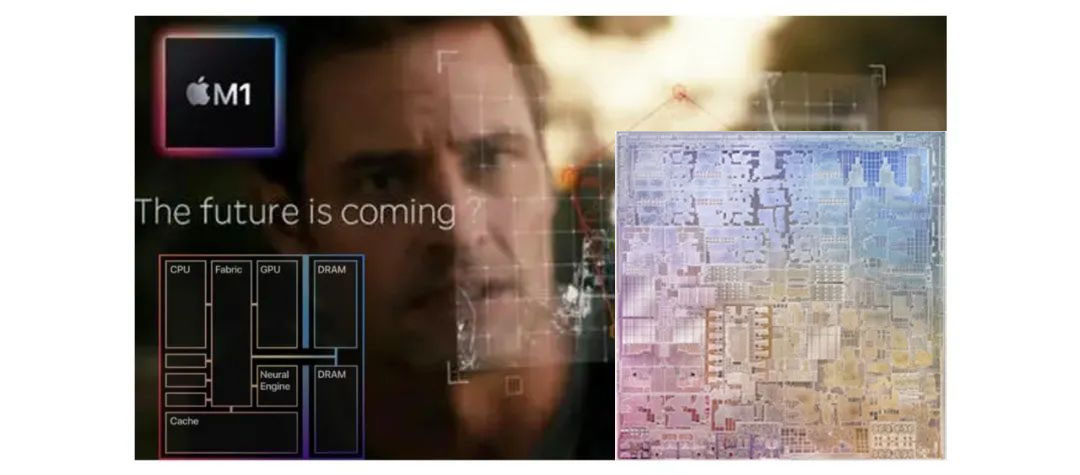 M1
The future is coming ?
CPU
Fabric
GPU
DRAM
Neural
Engine
DRAM
Cache